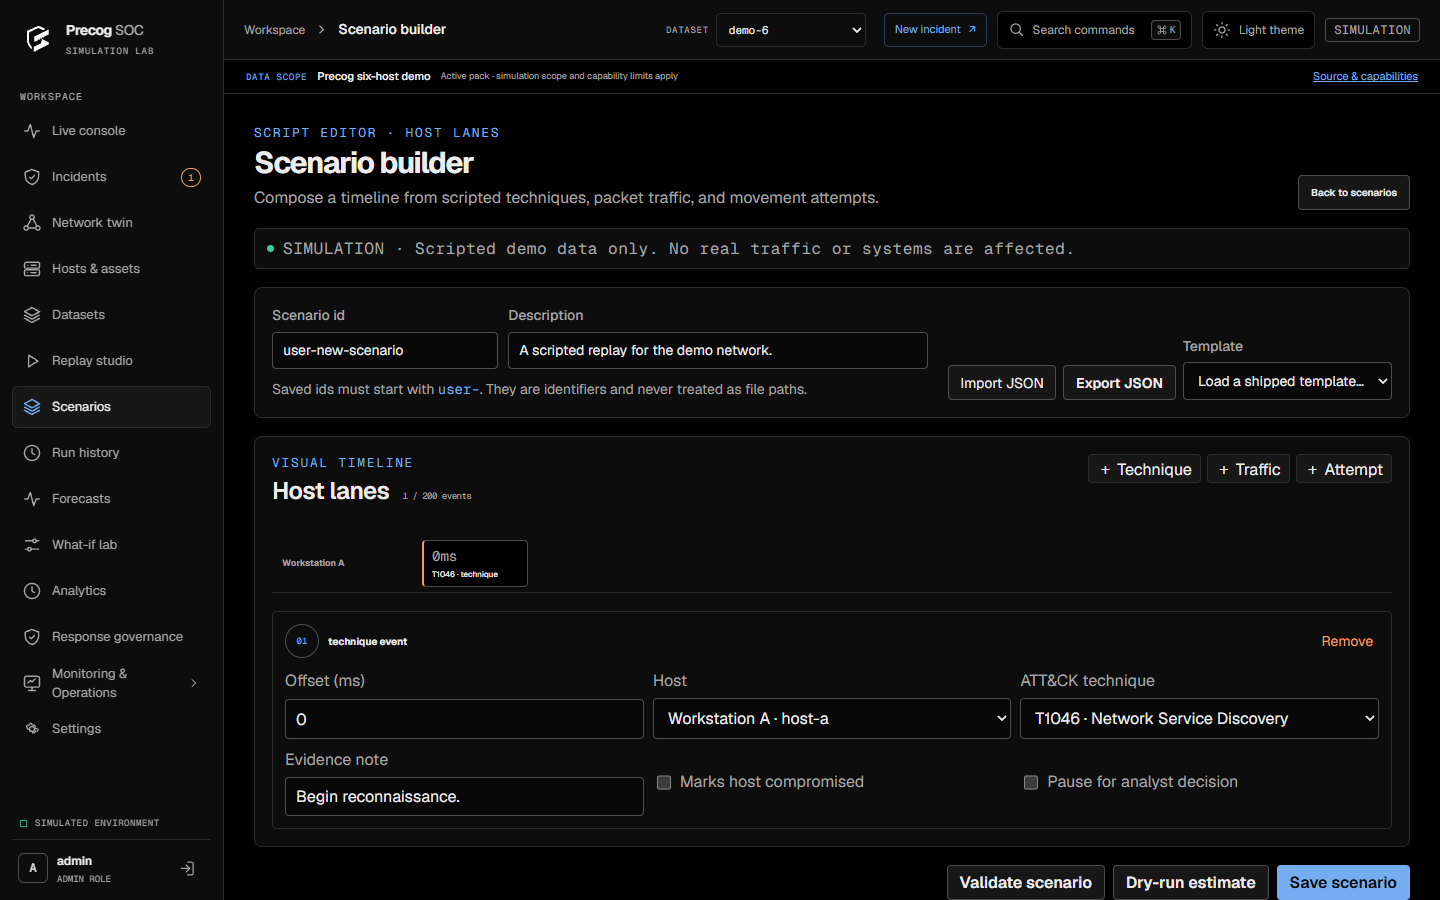 Precog SOC
SIMULATION LAB
WORKSPACE
Live console
Incidents
1
Network twin
Hosts & assets
Datasets
Replay studio
Scenarios
Run history
Forecasts
What-if lab
Analytics
Response governance
Monitoring &
Operations
Settings
SIMULATED ENVIRONMENT
A
admin
ADMIN ROLE
Workspace
Scenario builder
DATASET
demo-6
New incident
Search commands
⌘ K
Light theme
SIMULATION
DATA SCOPE Precog six-host demo Active pack · simulation scope and capability limits apply
Source & capabilities
SCRIPT EDITOR · HOST LANES
Scenario builder
Compose a timeline from scripted techniques, packet traffic, and movement attempts.
Back to scenarios
SIMULATION · Scripted demo data only. No real traffic or systems are affected.
Scenario id
user-new-scenario
Description
A scripted replay for the demo network.
Saved ids must start with user-. They are identifiers and never treated as file paths.
Import JSON
Export JSON
Template
Load a shipped template...
VISUAL TIMELINE
Host lanes 1 / 200 events
+ Technique
+ Traffic
+ Attempt
Workstation A
0ms
T1046 · technique
01 technique event
Remove
Offset (ms)
0
Host
Workstation A · host-a
ATT&CK technique
T1046 · Network Service Discovery
Evidence note
Begin reconnaissance.
Marks host compromised
Pause for analyst decision
Validate scenario
Dry-run estimate
Save scenario